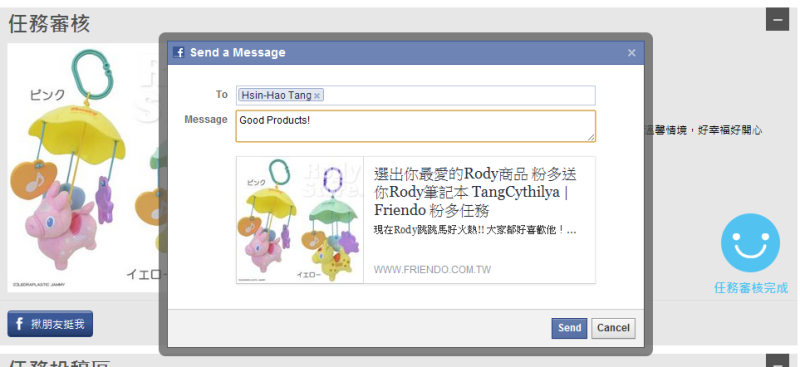 任務審核
ピンク
イエロー
溫馨情境，好幸福好開心
任務審核完成
揪朋友挺我
Send a Message
To
Hsin-Hao Tang ×
Message
Good Products!
ピンク
イエロー
選出你最愛的Rody商品 粉多送
你Rody筆記本 TangCythilya |
Friendo 粉多任務
現在Rody跳跳馬好火熱!! 大家都好喜歡他！...
WWW.FRIENDO.COM.TW
Send
Cancel
任務投稿區